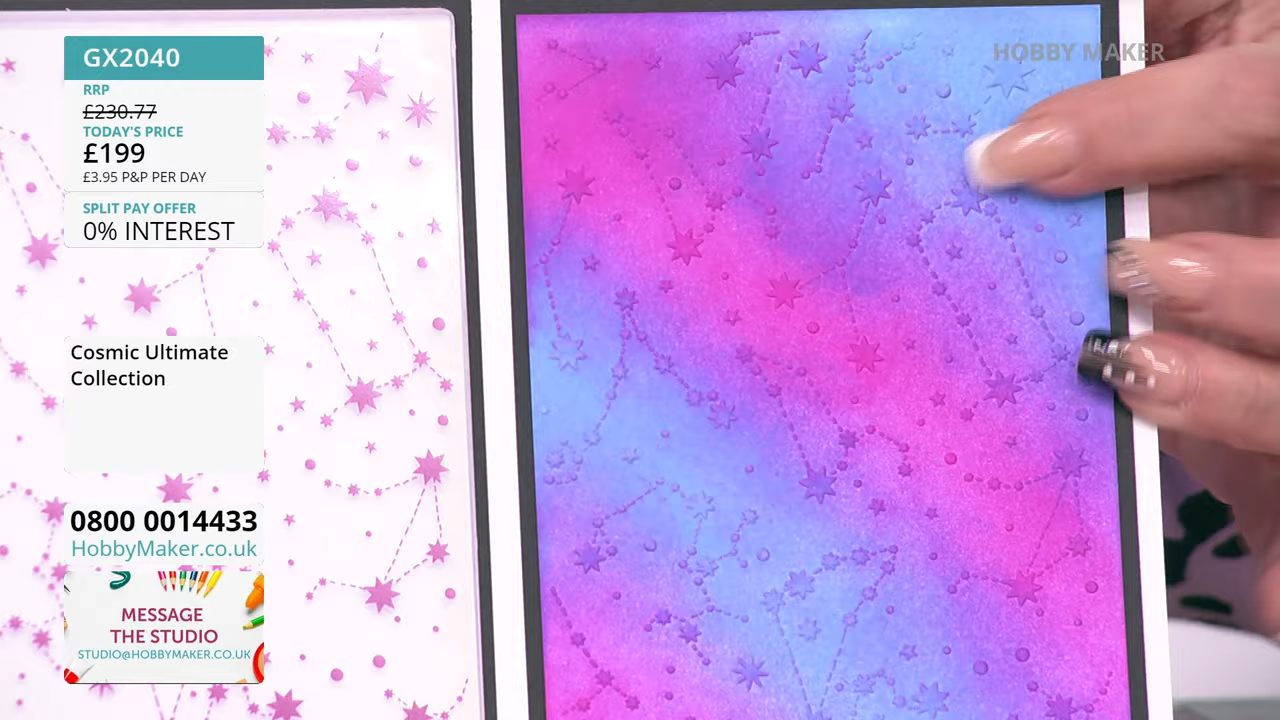 GX2040
RRP
£230.77
TODAY'S PRICE
£199
£3.95 P&P PER DAY
SPLIT PAY OFFER
0% INTEREST
Cosmic Ultimate
Collection
0800 0014433
HobbyMaker.co.uk
MESSAGE
THE STUDIO
STUDIO@HOBBYMAKER.CO.UK
HOBBY MAKER